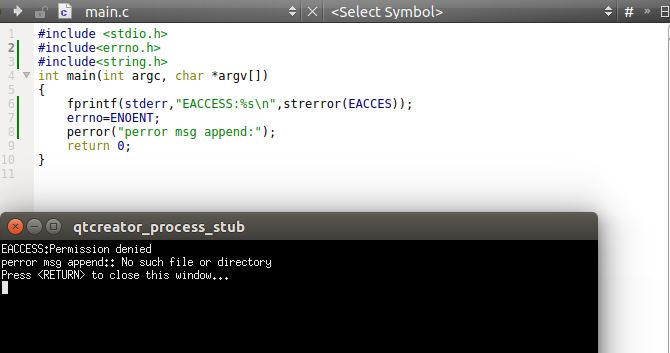 main.c <Select Symbol> # »
1 #include <stdio.h>
2 #include<errno.h>
3 #include<string.h>
4 int main(int argc, char *argv[])
5 {
6 fprintf(stderr,"EACCESS:%s\n",strerror(EACCES));
7 errno=ENOENT;
8 perror("perror msg append:");
9 return 0;
10 }
11
qtcreator_process_stub
EACCESS:Permission denied
perror msg append:: No such file or directory
Press <RETURN> to close this window...